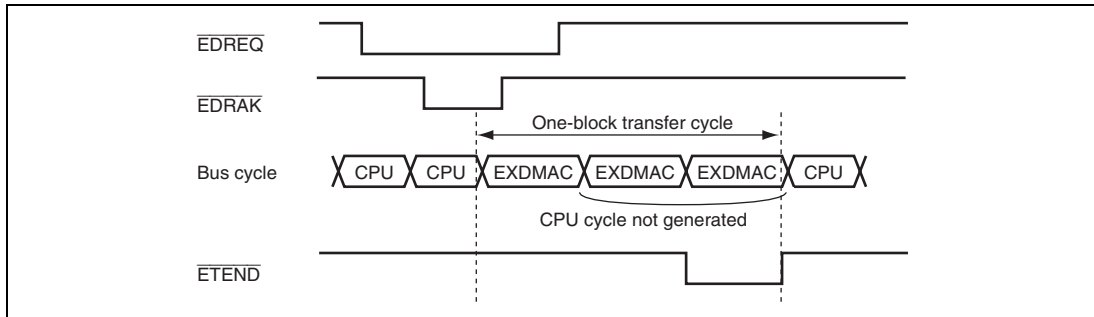 EDREQ
EDRAK
One-block transfer cycle
Bus cycle CPU CPU EXDMAC EXDMAC EXDMAC CPU
CPU cycle not generated
ETEND